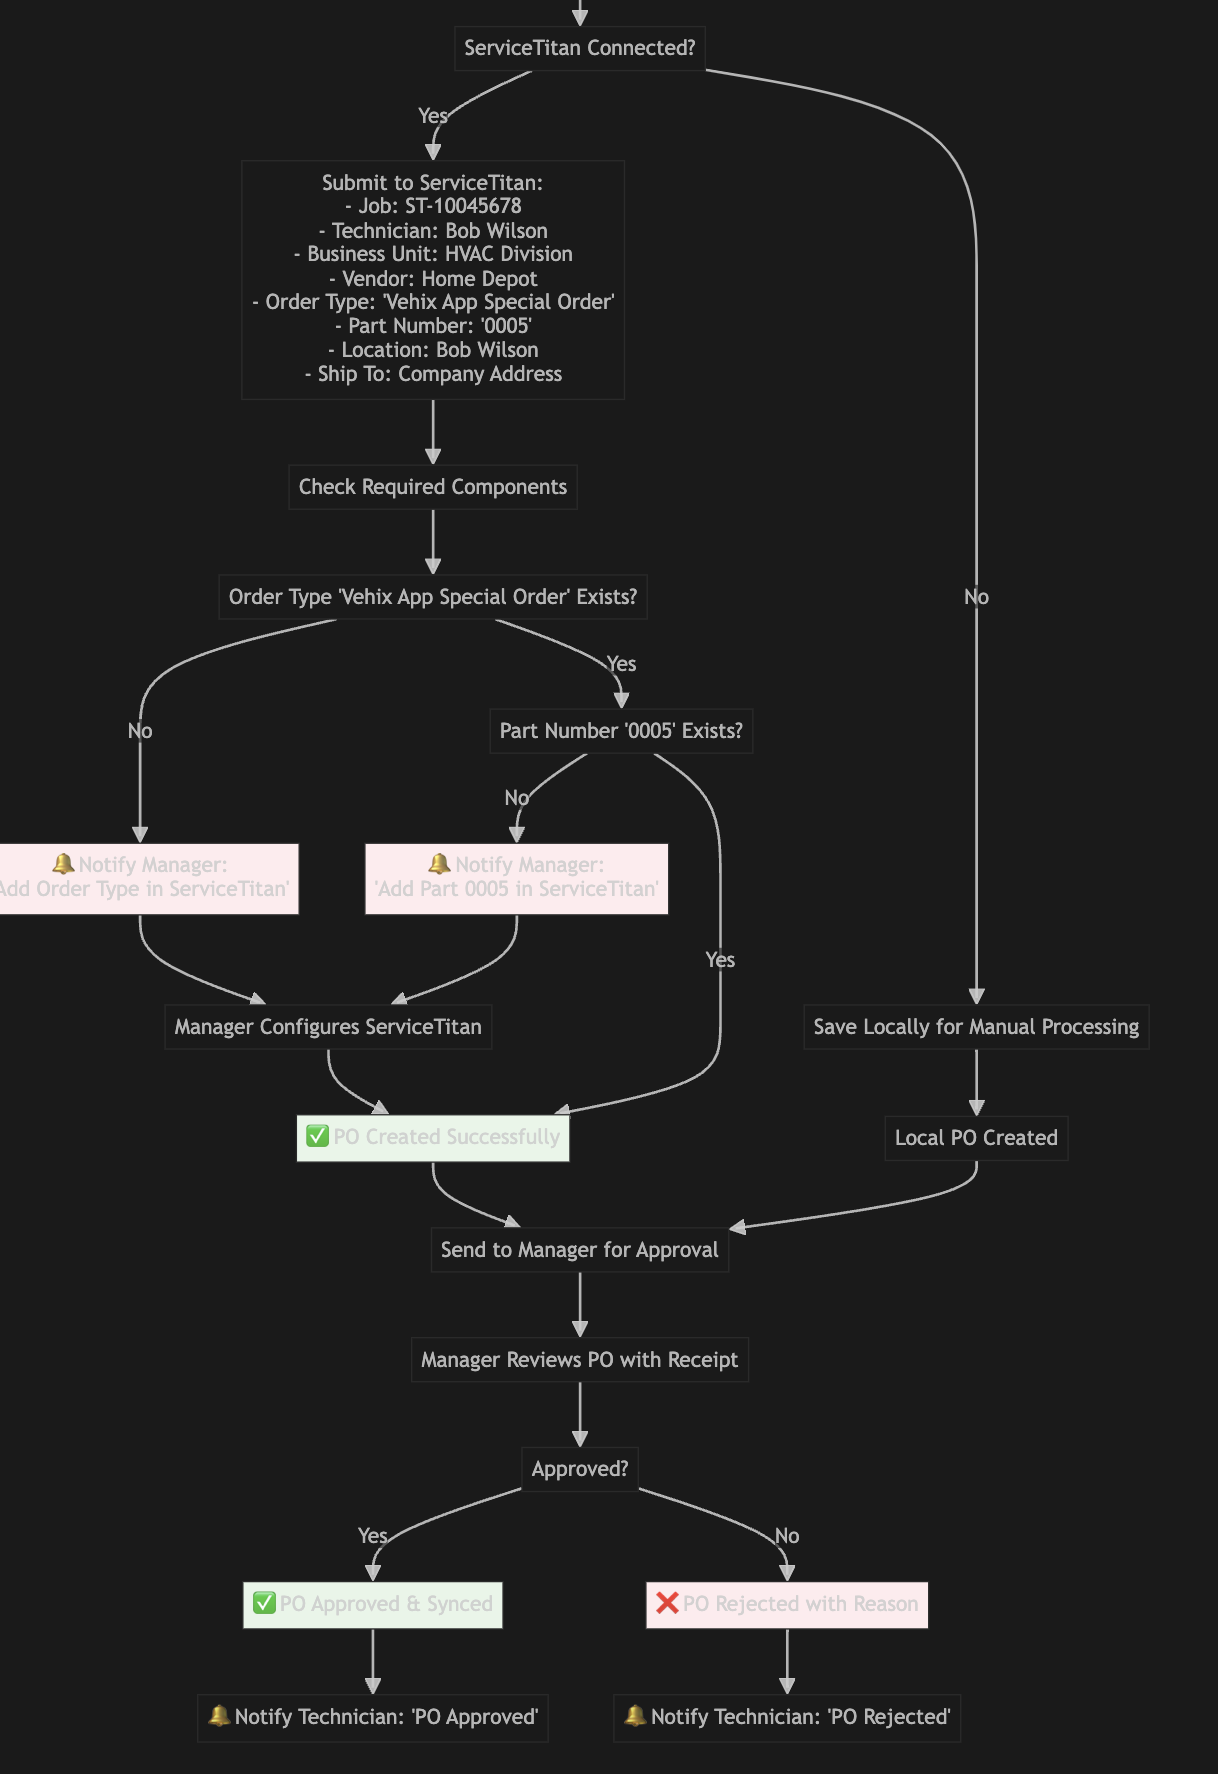 ServiceTitan Connected?
Yes
Submit to ServiceTitan:
- Job: ST-10045678
- Technician: Bob Wilson
- Business Unit: HVAC Division
- Vendor: Home Depot
- Order Type: 'Vehix App Special Order'
- Part Number: '0005'
- Location: Bob Wilson
- Ship To: Company Address
Check Required Components
Order Type 'Vehix App Special Order' Exists?
No
Yes
No
Part Number '0005' Exists?
No
🔔 Notify Manager:
Add Order Type in ServiceTitan'
🔔 Notify Manager:
'Add Part 0005 in ServiceTitan'
Yes
Manager Configures ServiceTitan
Save Locally for Manual Processing
✅ PO Created Successfully
Local PO Created
Send to Manager for Approval
Manager Reviews PO with Receipt
Approved?
Yes
No
✅ PO Approved & Synced
❌ PO Rejected with Reason
🔔 Notify Technician: 'PO Approved'
🔔 Notify Technician: 'PO Rejected'